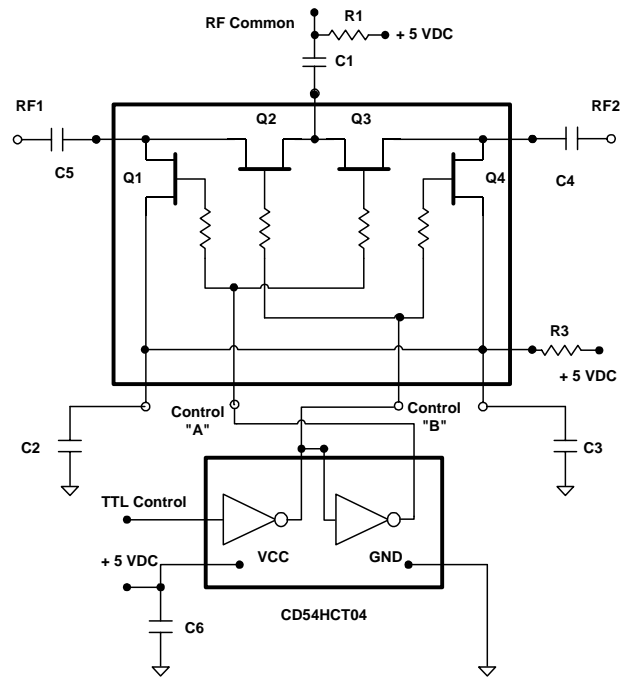 RF Common
R1
+ 5 VDC
C1
RF1
RF2
Q2
Q3
C5
Q1
Q4
C4
R3
+ 5 VDC
Control
"A"
Control
"B"
C2
C3
TTL Control
+ 5 VDC
VCC
GND
C6
CD54HCT04